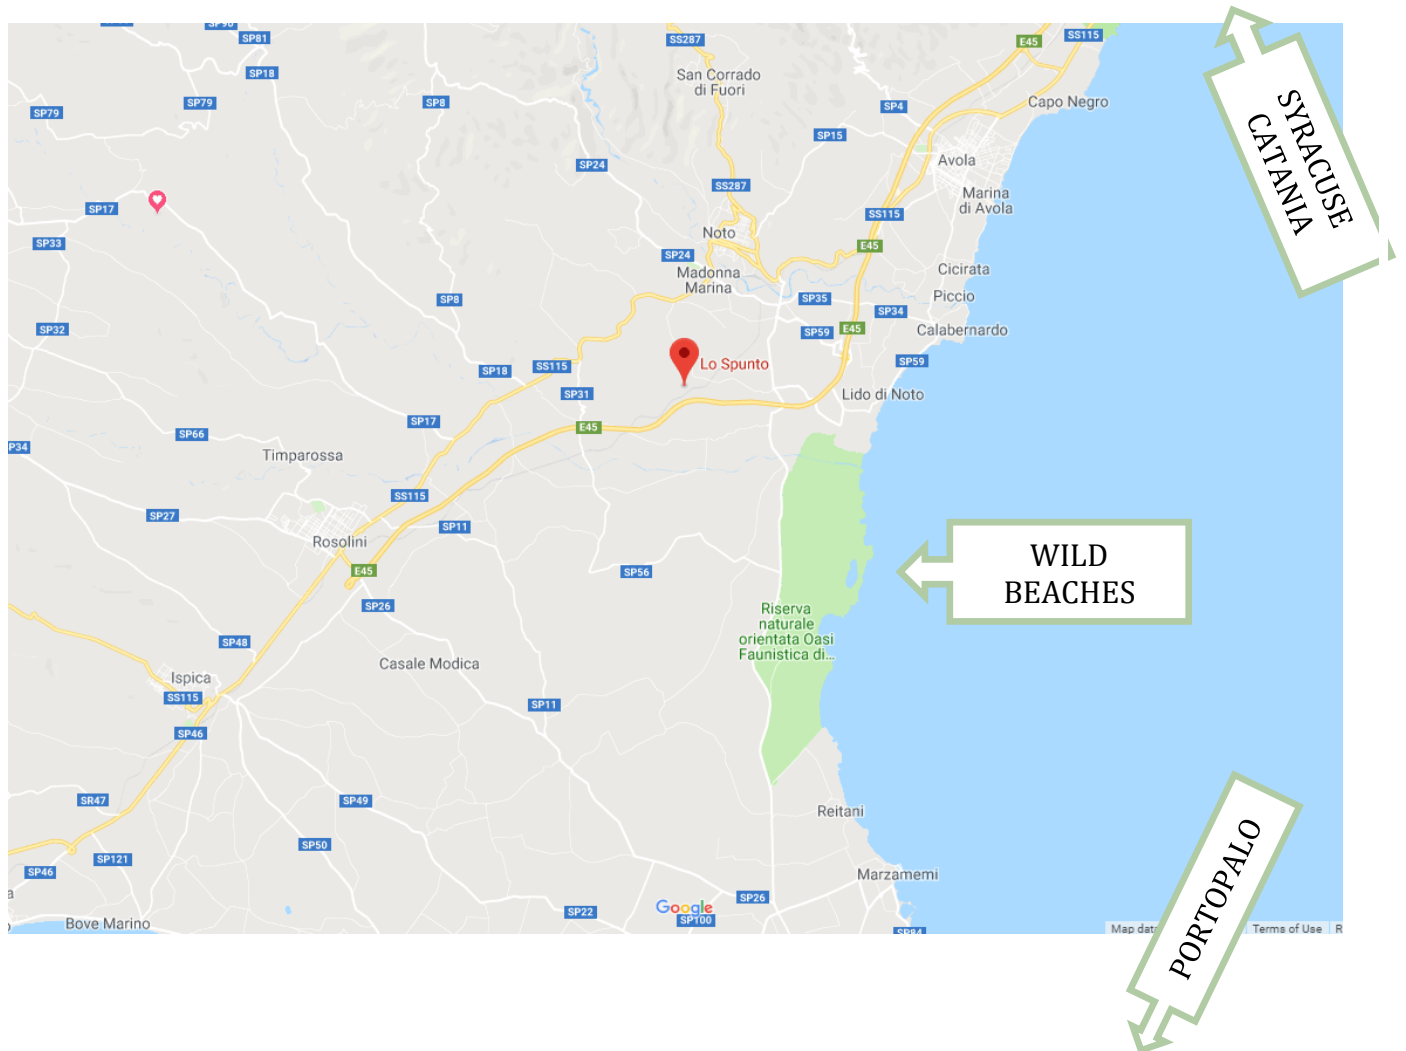 SP90
SP81
SS287
E45
SS115
SP18
San Corrado
di Fuori
SP79
SP79
SP8
SP4
Capo Negro
SYRACUSE
CATANIA
SP15
SP24
Avola
SS287
Marina
di Avola
SP17
SS115
SP33
Noto
E45
SP24
Madonna
Marina
Cicirata
SP8
SP35
Piccio
SP34
SP32
SP59
E45
Calabernardo
SS115
Lo Spunto
SP59
SP18
SP31
Lido di Noto
SP17
E45
SP66
P34
Timparossa
SS115
SP27
SP11
Rosolini
WILD
BEACHES
E45
SP56
SP26
Riserva
naturale
orientata Oasi
Faunistica di...
SP48
Casale Modica
Ispica
SS115
SP11
SP46
SR47
SP49
Reitani
SP50
PORTOPALO
SP121
SP46
Marzamemi
a
SP26
Google
SP22
SP100
Bove Marino
SP84
Map data
Terms of Use
R